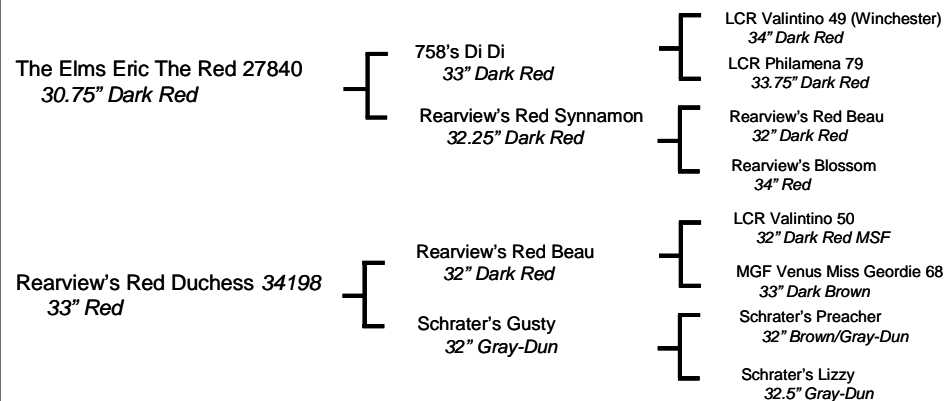 The Elms Eric The Red 27840
30.75” Dark Red
758’s Di Di
33” Dark Red
Rearview’s Red Synnamon
32.25” Dark Red
LCR Valintino 49 (Winchester)
34” Dark Red
LCR Philamena 79
33.75” Dark Red
Rearview’s Red Beau
32” Dark Red
Rearview’s Blossom
34” Red
Rearview’s Red Duchess 34198
33” Red
Rearview’s Red Beau
32” Dark Red
Schrater’s Gusty
32” Gray-Dun
LCR Valintino 50
32” Dark Red MSF
MGF Venus Miss Geordie 68
33” Dark Brown
Schrater’s Preacher
32” Brown/Gray-Dun
Schrater’s Lizzy
32.5” Gray-Dun